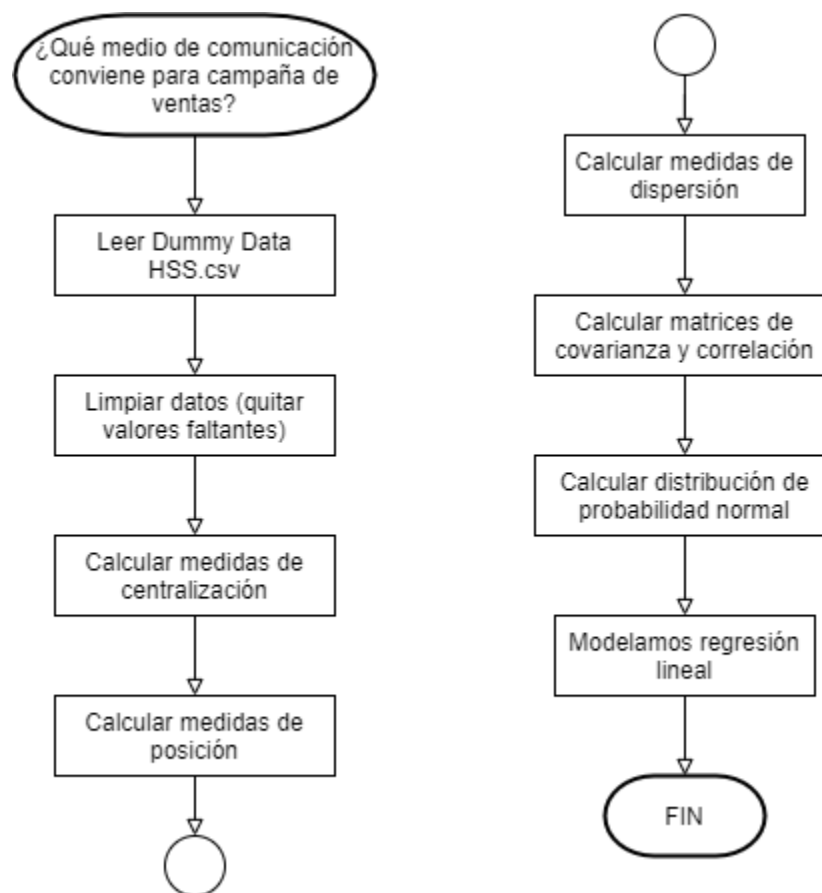 ¿Qué medio de comunicación
conviene para campaña de
ventas?
Leer Dummy Data
HSS.csv
Limpiar datos (quitar
valores faltantes)
Calcular medidas de
centralización
Calcular medidas de
posición
Calcular medidas de
dispersión
Calcular matrices de
covarianza y correlación
Calcular distribución de
probabilidad normal
Modelamos regresión
lineal
FIN